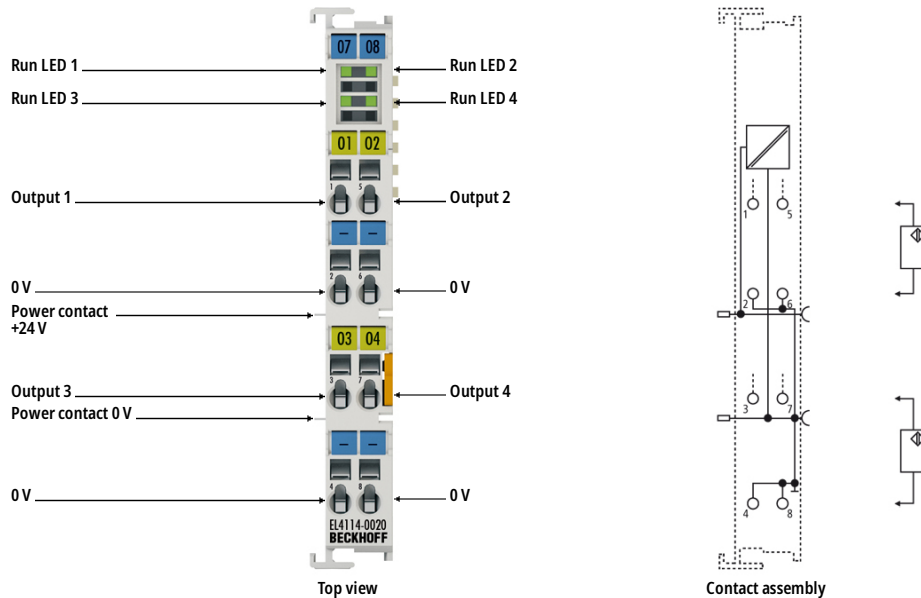 07 08
Run LED 1
Run LED 2
Run LED 3
Run LED 4
01 02
1 5
Output 1
Output 2
– –
2 6
0 V
0 V
Power contact
+24 V
03 04
3 7
Output 3
Output 4
Power contact 0 V
– –
4 8
0 V
0 V
EL4114-0020
BECKHOFF
Top view
1 5
2 6
3 7
4 8
Contact assembly